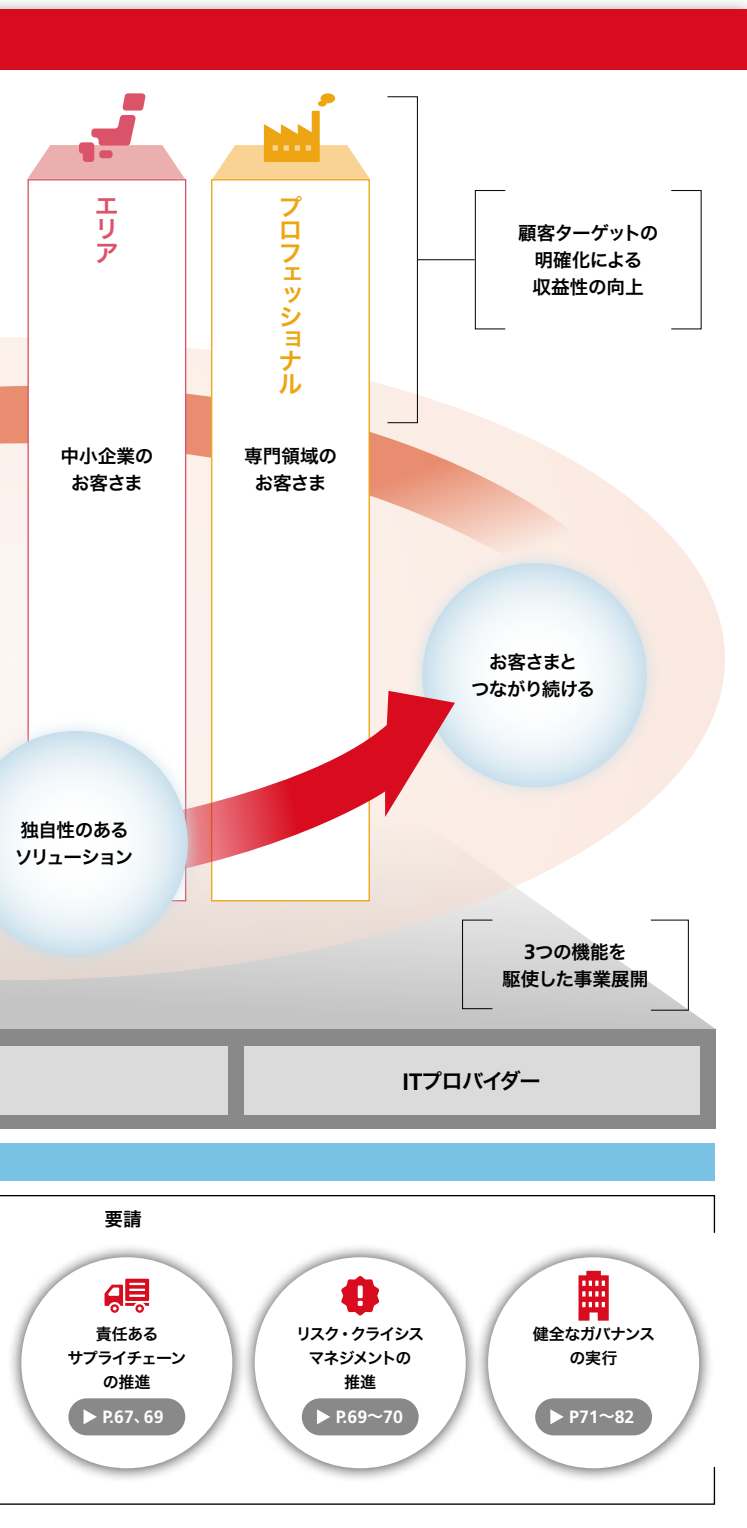 エリア
プロフェッショナル
顧客ターゲットの
明確化による
収益性の向上
中小企業の
お客さま
専門領域の
お客さま
お客さまと
つながり続ける
独自性のある
ソリューション
3つの機能を
駆使した事業展開
ITプロバイダー
要請
責任ある
サプライチェーン
の推進
▶ P.67、69
リスク・クライシス
マネジメントの
推進
▶ P.69～70
健全なガバナンス
の実行
▶ P71～82